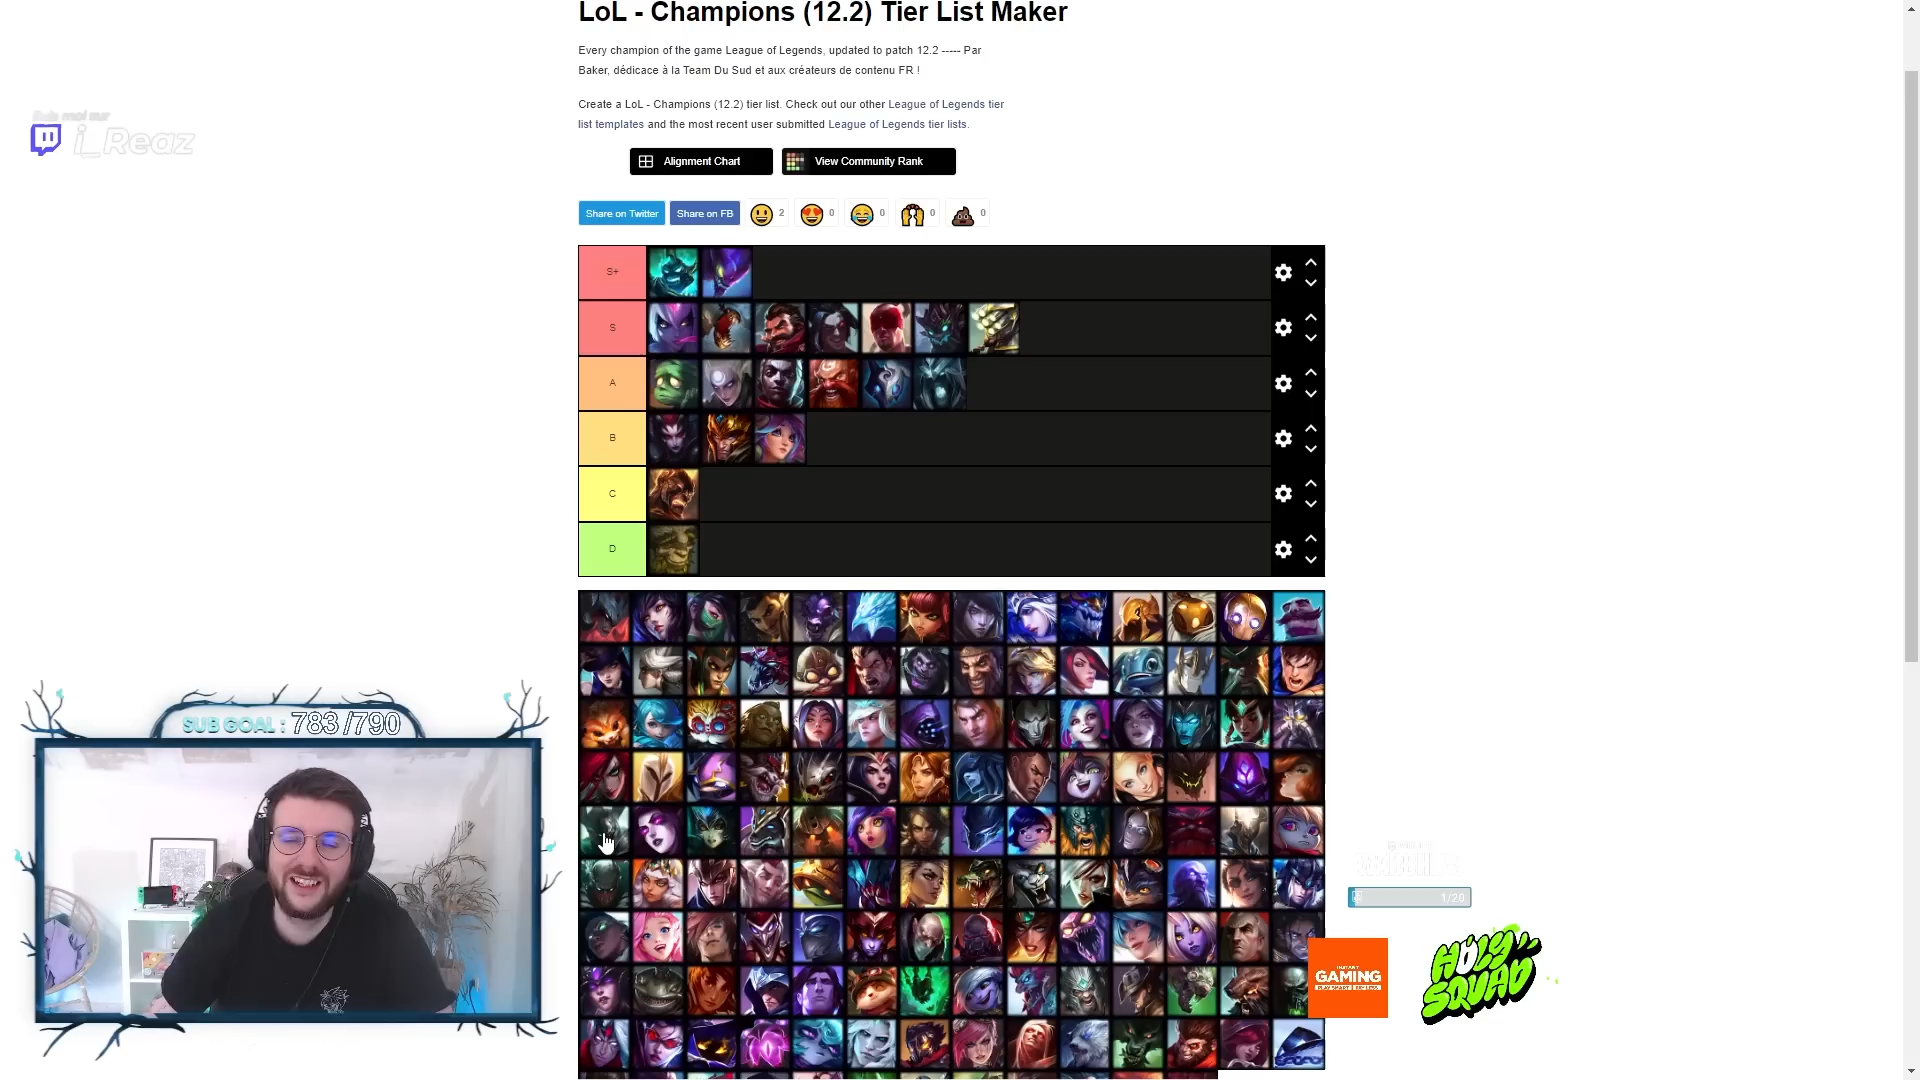 LoL - Champions (12.2) Tier List Maker
Every champion of the game League of Legends, updated to patch 12.2 ----- Par
Baker, dédicace à la Team Du Sud et aux créateurs de contenu FR !
Create a LoL - Champions (12.2) tier list. Check out our other League of Legends tier
list templates and the most recent user submitted League of Legends tier lists.
Suis moi sur
i_Reaz
Alignment Chart
View Community Rank
Share on Twitter
Share on FB
2
0
0
0
0
S+
S
A
B
C
D
SUB GOAL : 783 /790
1/20
INSTANT
GAMING
HOLY
SQUAD